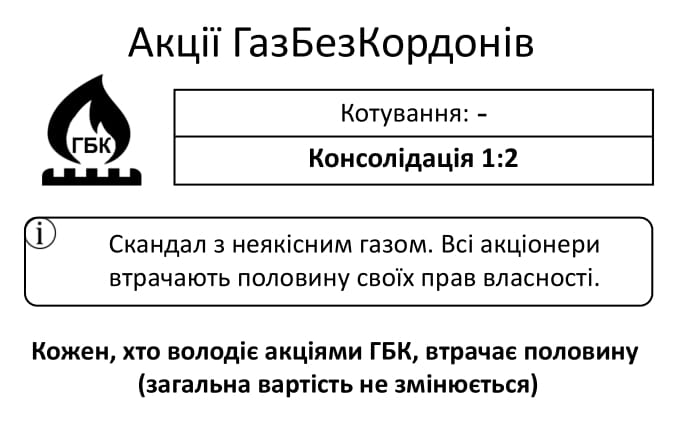 Акції ГазБезКордонів
ГБК
Котування: -
Консолідація 1:2
i
Скандал з неякісним газом. Всі акціонери
втрачають половину своїх прав власності.
Кожен, хто володіє акціями ГБК, втрачає половину
(загальна вартість не змінюється)